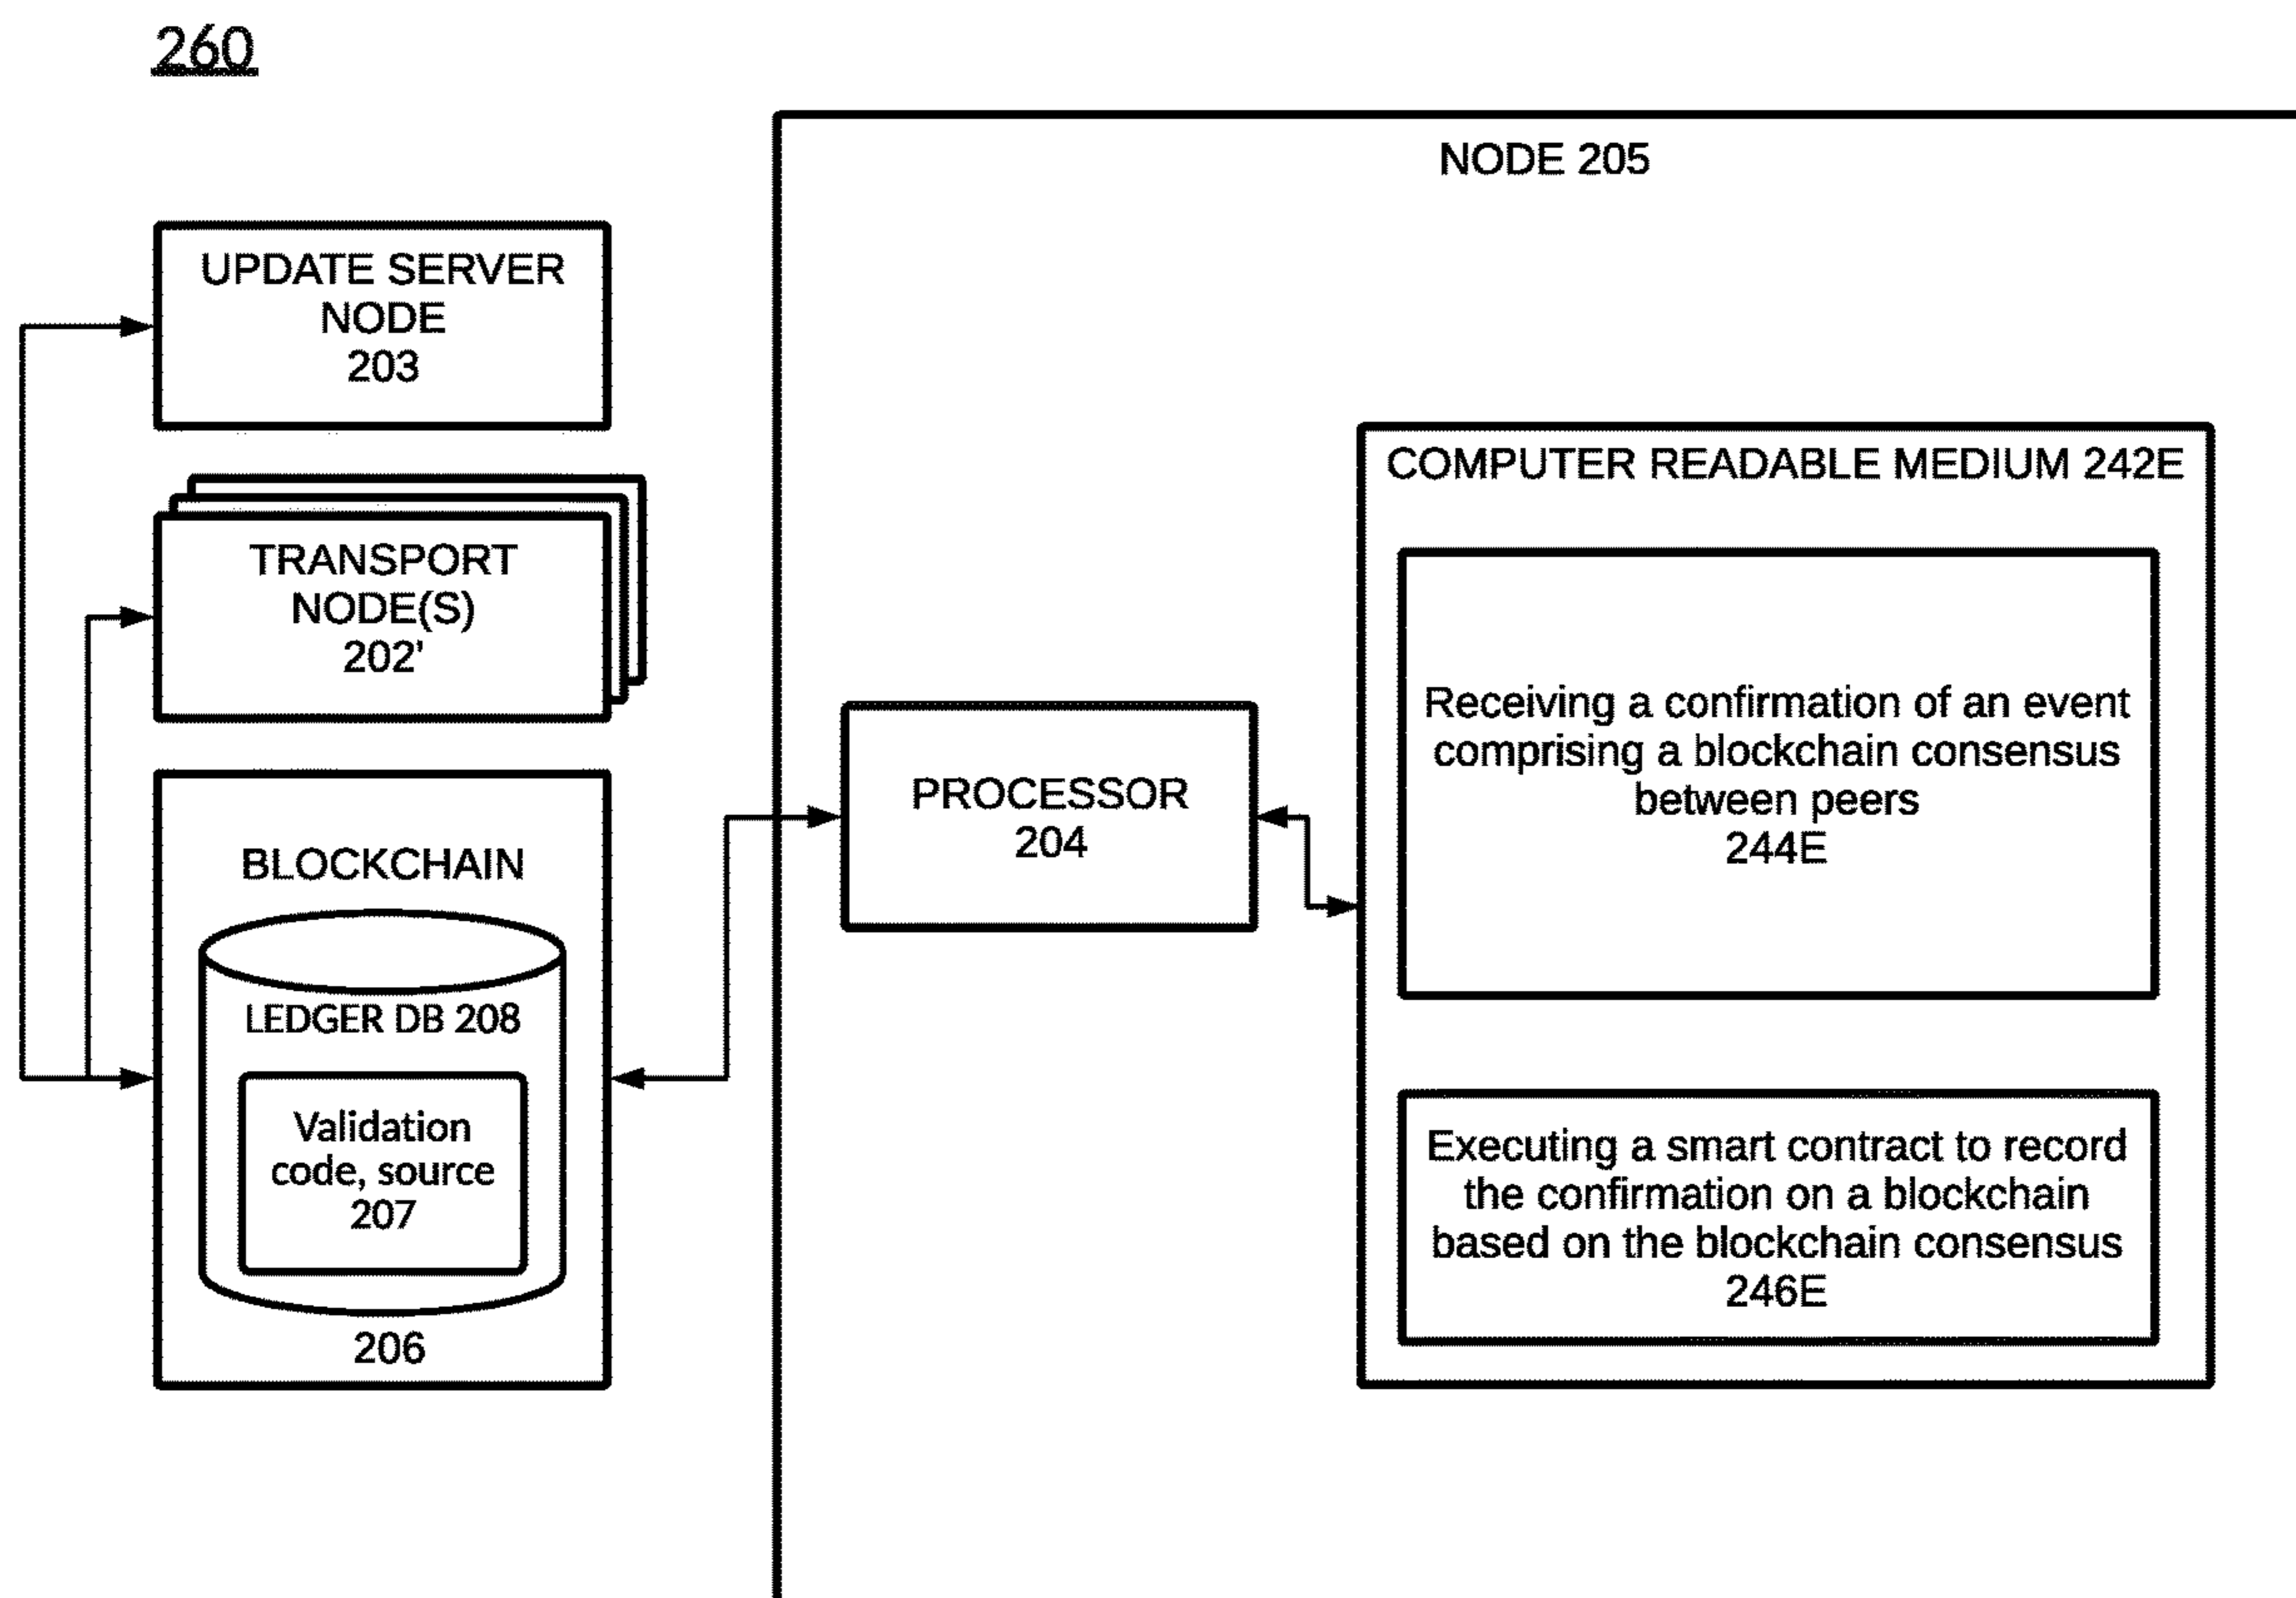 260
NODE 205
UPDATE SERVER
NODE
203
TRANSPORT
NODE(S)
202'
BLOCKCHAIN
LEDGER DB 208
Validation
code, source
207
206
PROCESSOR
204
COMPUTER READABLE MEDIUM 242E
Receiving a confirmation of an event
comprising a blockchain consensus
between peers
244E
Executing a smart contract to record
the confirmation on a blockchain
based on the blockchain consensus
246E